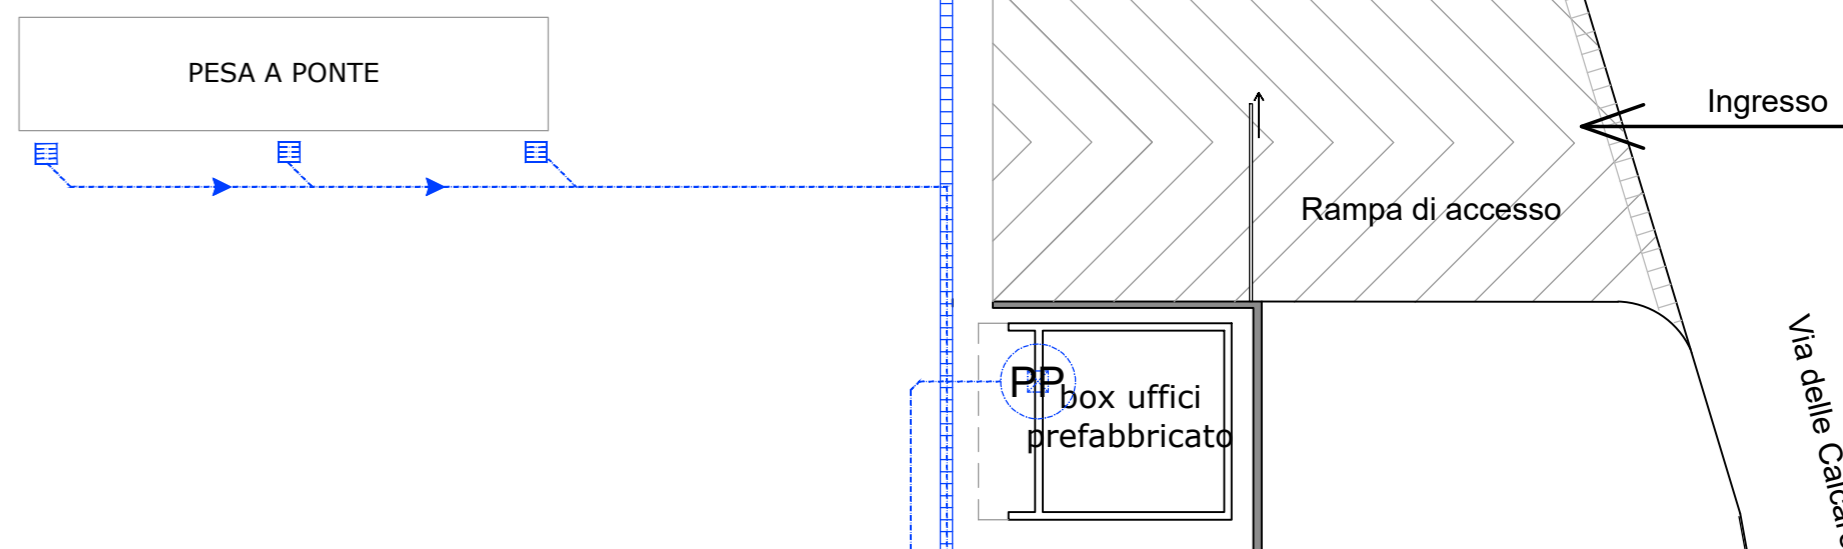 PESA A PONTE
Ingresso
Rampa di accesso
PP
box uffici
prefabbricato
Via delle